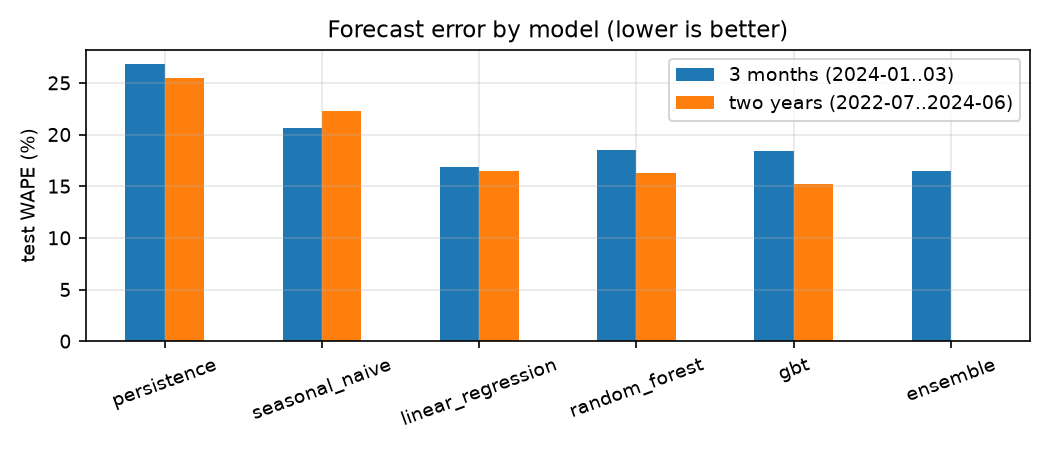 Forecast error by model (lower is better)
3 months (2024-01..03)
two years (2022-07..2024-06)
test WAPE (%)
25
20
15
10
5
0
persistence
seasonal_naive
linear_regression
random_forest
gbt
ensemble